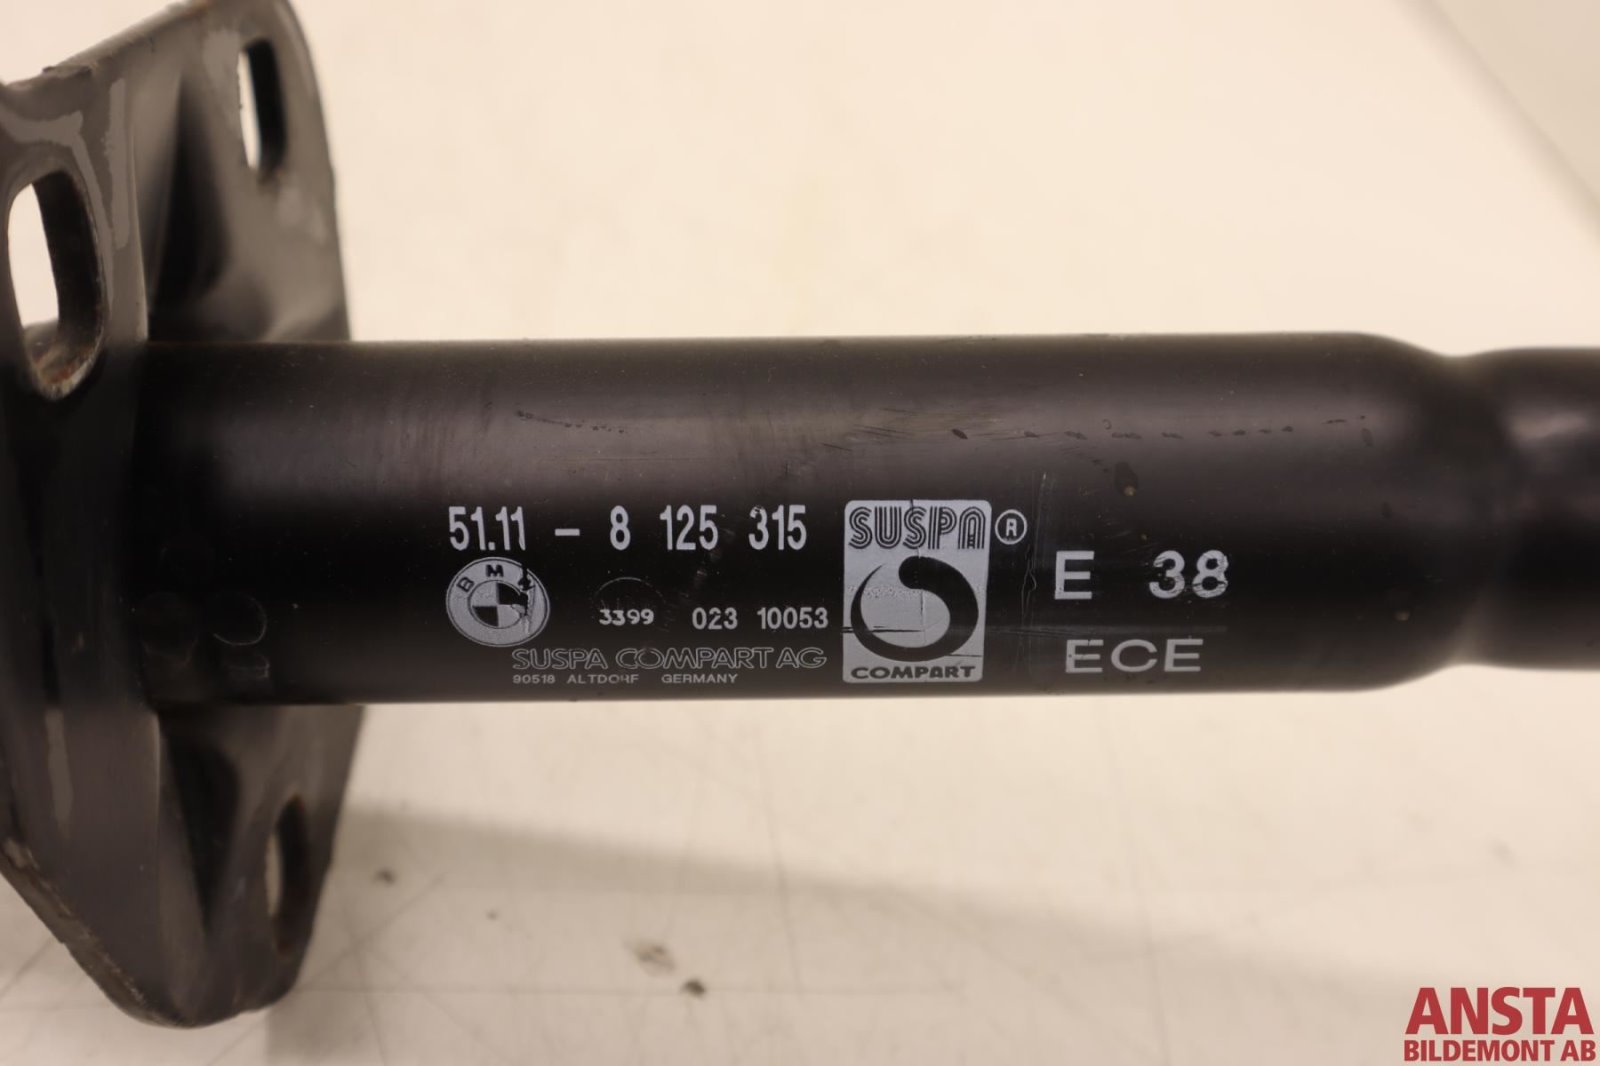 51.11 - 8 125 315
BMW
3399 023 10053
SUSPA COMPART AG
90518 ALTDORF GERMANY
SUSPA ®
COMPART
E 38
ECE
ANSTA
BILDEMONT AB